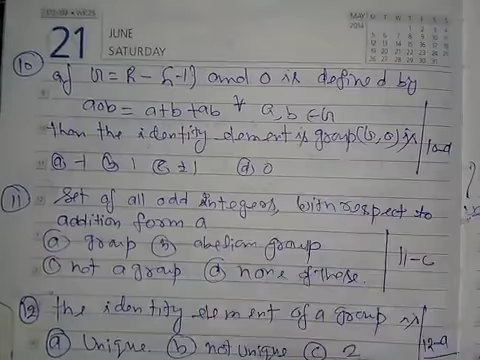 21
JUNE
SATURDAY
MAY
2014
(10) If G = R - {-1} and o is defined by
aob = a+b+ab ∀ a, b ∈ G
then the identity element is group (G, o) is
(a) -1 (b) 1 (c) ±1 (d) 0
10-d
(11) Set of all odd integers, with respect to
addition form a
(a) group (b) abelian group
(c) not a group (d) none of these.
11-c
(12) The identity element of a group is
(a) Unique (b) not unique (c) 2
12-a